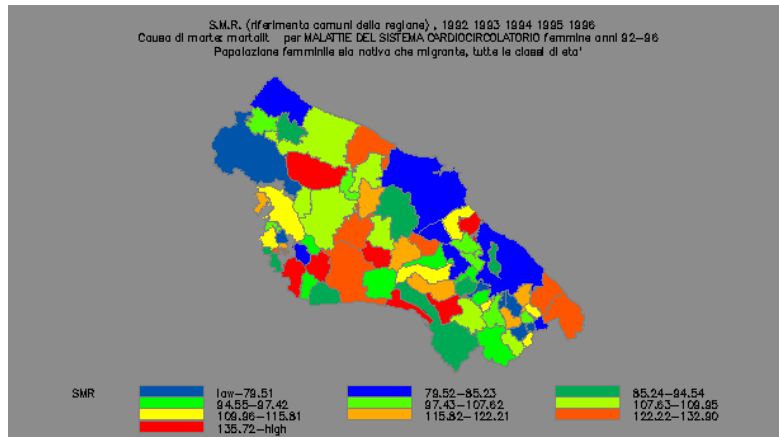 S.M.R. (riferimento comuni della regione) , 1992 1993 1994 1995 1996
Causa di morte: mortalit per MALATTIE DEL SISTEMA CARDIOCIRCOLATORIO femmine anni 92-96
Popolazione femminile sia nativa che migrante, tutte le classi di eta'
SMR
low-79.51 79.52-85.23 85.24-94.54
94.55-97.42 97.43-107.62 107.63-109.95
109.96-115.81 115.82-122.21 122.22-132.90
135.72-high